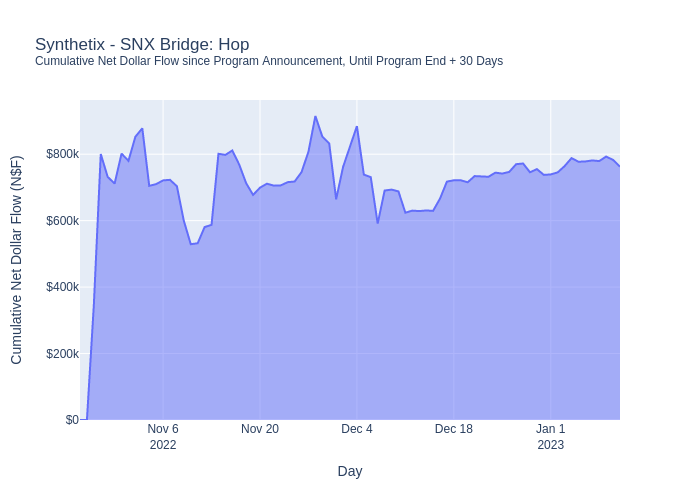 Synthetix - SNX Bridge: Hop
Cumulative Net Dollar Flow since Program Announcement, Until Program End + 30 Days
Cumulative Net Dollar Flow (N$F)
$800k
$600k
$400k
$200k
$0
Nov 6
2022
Nov 20
Dec 4
Dec 18
Jan 1
2023
Day